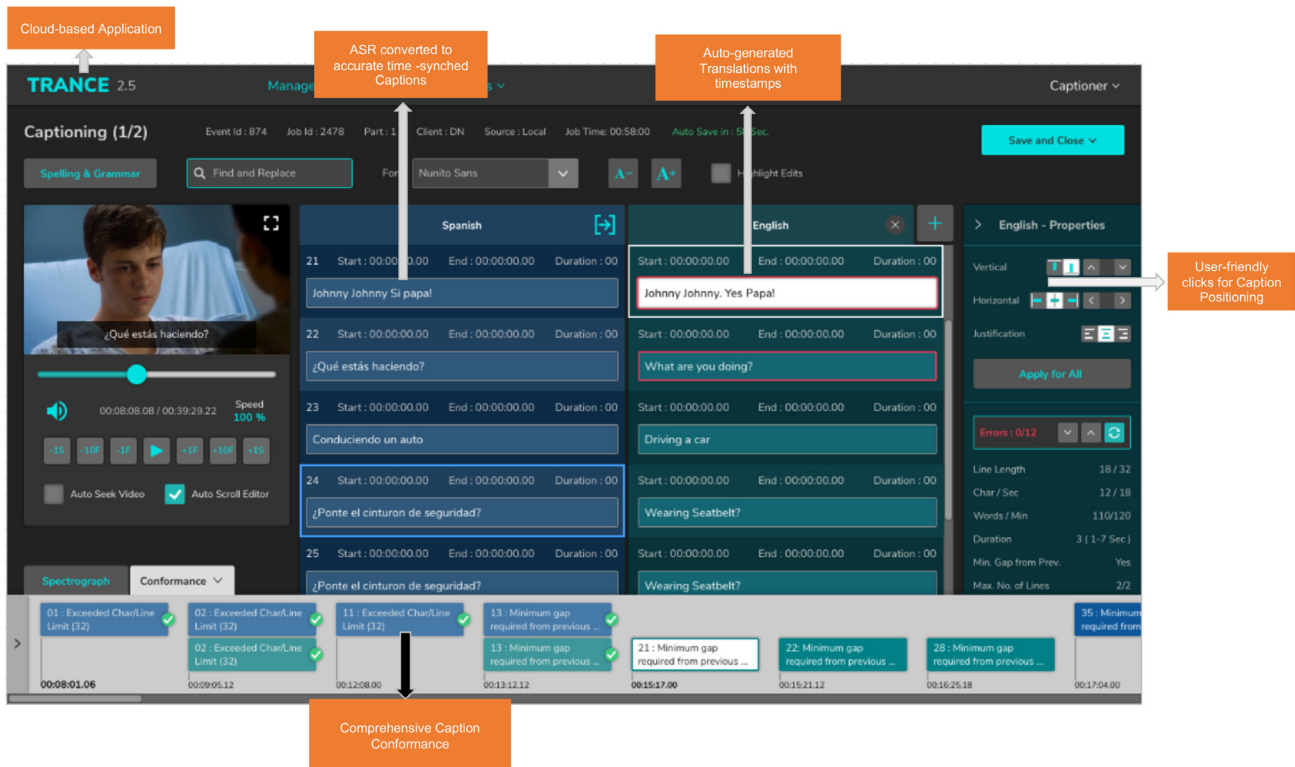 Cloud-based Application
ASR converted to
accurate time -synched
Captions
Auto-generated
Translations with
timestamps
TRANCE 2.5
Captioner
Captioning (1/2)
Event Id : 874 Job Id : 2478 Part : 1 Client : DN Source : Local Job Time: 00:58:00 Auto Save in : Sec.
Save and Close
Spelling & Grammar
Find and Replace
Nunito Sans
A- A+
Spanish
English
English - Properties
21 Start : 00:00:00.00 End : 00:00:00.00 Duration : 00
Johnny Johnny Si papa!
Start : 00:00:00.00 End : 00:00:00.00 Duration : 00
Johnny Johnny. Yes Papa!
22 Start : 00:00:00.00 End : 00:00:00.00 Duration : 00
¿Qué estás haciendo?
Start : 00:00:00.00 End : 00:00:00.00 Duration : 00
What are you doing?
23 Start : 00:00:00.00 End : 00:00:00.00 Duration : 00
Conduciendo un auto
Start : 00:00:00.00 End : 00:00:00.00 Duration : 00
Driving a car
24 Start : 00:00:00.00 End : 00:00:00.00 Duration : 00
¿Ponte el cinturon de seguridad?
Start : 00:00:00.00 End : 00:00:00.00 Duration : 00
Wearing Seatbelt?
25 Start : 00:00:00.00 End : 00:00:00.00 Duration : 00
¿Ponte el cinturon de seguridad?
Start : 00:00:00.00 End : 00:00:00.00 Duration : 00
Wearing Seatbelt?
¿Qué estás haciendo?
00:08:08.08 / 00:39:29.22
Speed
100 %
-1S -10F -1F +1F +10F +1S
Auto Seek Video Auto Scroll Editor
Vertical
Horizontal
Justification
Apply for All
Errors : 0/12
Line Length 18 / 32
Char / Sec 12 / 18
Words / Min 110/120
Duration 3 ( 1-7 Sec )
Min. Gap from Prev. Yes
Max. No. of Lines 2/2
User-friendly
clicks for Caption
Positioning
Spectrograph Conformance
01 : Exceeded Char/Line
Limit (32)
02 : Exceeded Char/Line
Limit (32)
11 : Exceeded Char/Line
Limit (32)
13 : Minimum gap
required from previous ...
35 : Minimum
required from
02 : Exceeded Char/Line
Limit (32)
13 : Minimum gap
required from previous ...
21 : Minimum gap
required from previous ...
22: Minimum gap
required from previous ...
28 : Minimum gap
required from previous ...
00:08:01.06 00:09:05.12 00:12:08.00 00:13:12.12 00:15:17.00 00:15:21.12 00:16:25.18 00:17:04.00
Comprehensive Caption
Conformance